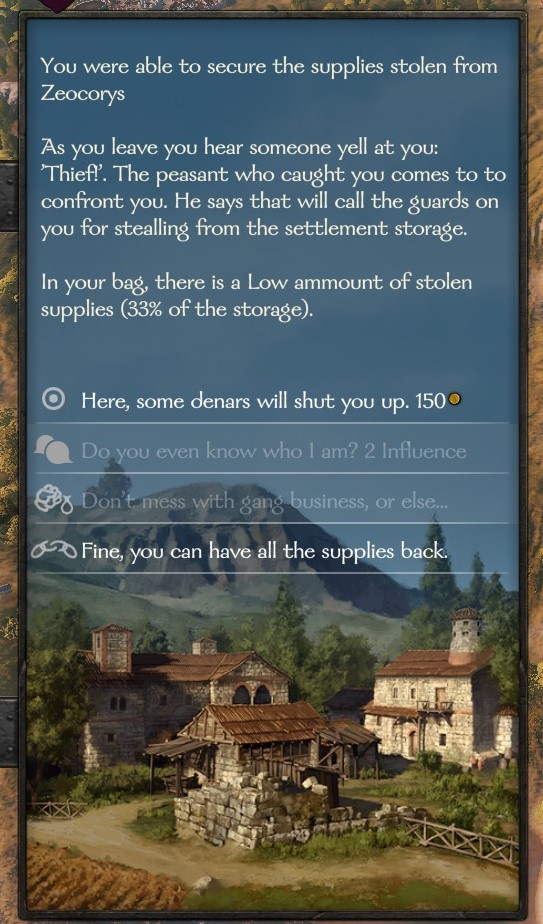 You were able to secure the supplies stolen from
Zeocorys
As you leave you hear someone yell at you:
'Thief!'. The peasant who caught you comes to to
confront you. He says that will call the guards on
you for stealling from the settlement storage.
In your bag, there is a Low ammount of stolen
supplies (33% of the storage).
Here, some denars will shut you up. 150
Do you even know who I am? 2 Influence
Don't mess with gang business, or else...
Fine, you can have all the supplies back.